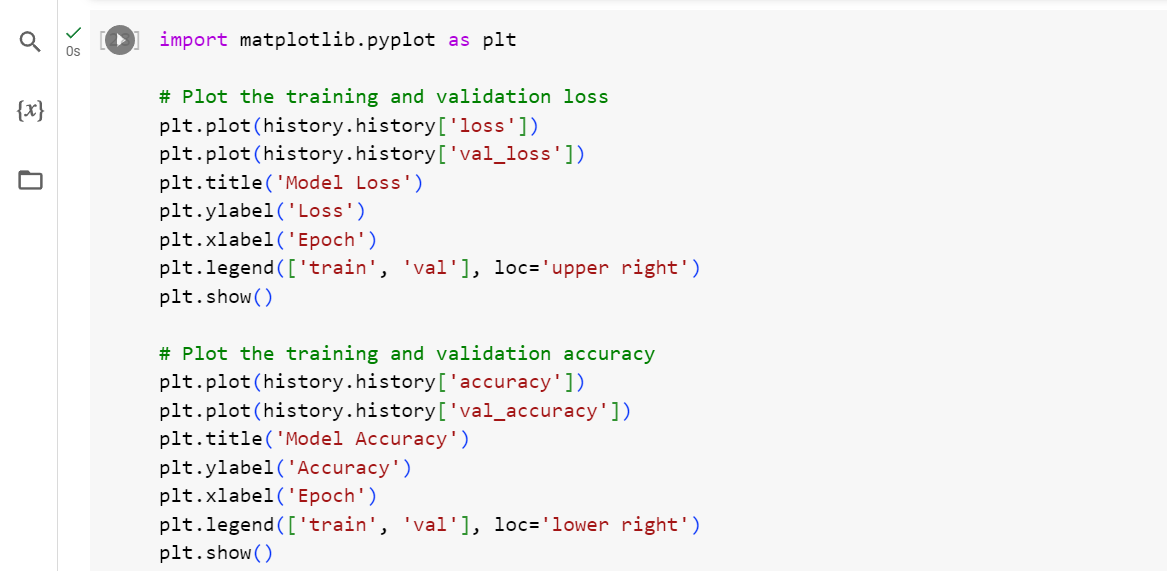 import matplotlib.pyplot as plt
# Plot the training and validation loss
plt.plot(history.history['loss'])
plt.plot(history.history['val_loss'])
plt.title('Model Loss')
plt.ylabel('Loss')
plt.xlabel('Epoch')
plt.legend(['train', 'val'], loc='upper right')
plt.show()
# Plot the training and validation accuracy
plt.plot(history.history['accuracy'])
plt.plot(history.history['val_accuracy'])
plt.title('Model Accuracy')
plt.ylabel('Accuracy')
plt.xlabel('Epoch')
plt.legend(['train', 'val'], loc='lower right')
plt.show()
0s
{x}